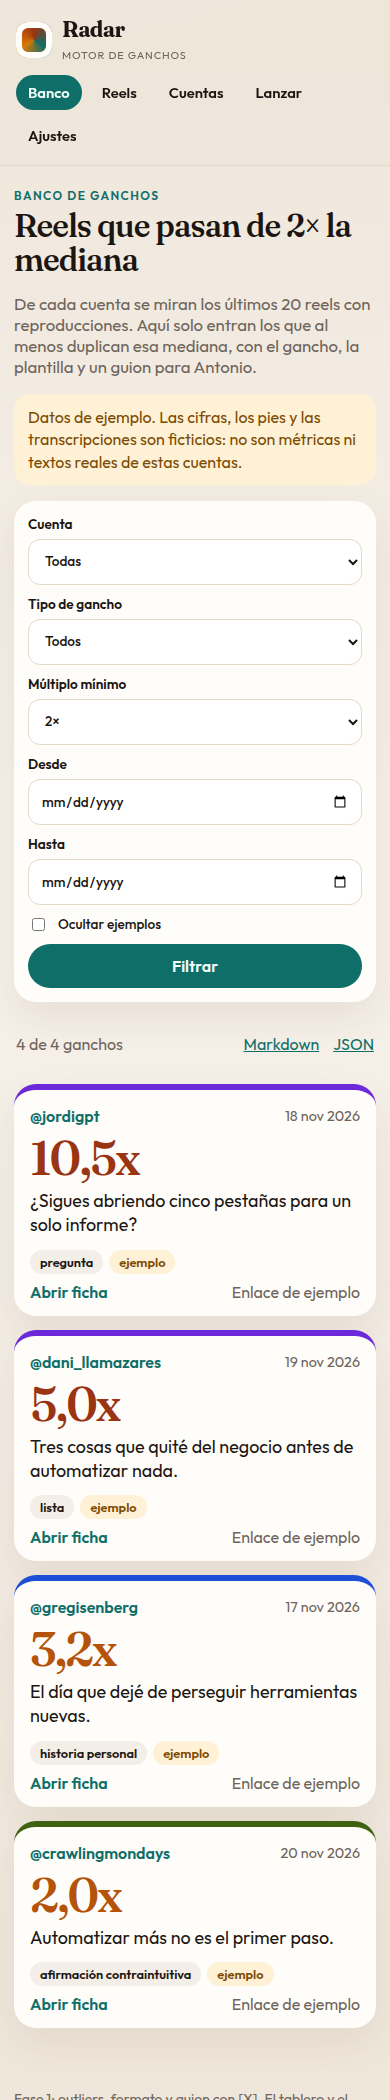 Radar
MOTOR DE GANCHOS
Banco Reels Cuentas Lanzar
Ajustes
BANCO DE GANCHOS
Reels que pasan de 2× la
mediana
De cada cuenta se miran los últimos 20 reels con
reproducciones. Aquí solo entran los que al
menos duplican esa mediana, con el gancho, la
plantilla y un guion para Antonio.
Datos de ejemplo. Las cifras, los pies y las
transcripciones son ficticios: no son métricas ni
textos reales de estas cuentas.
Cuenta
Todas
Tipo de gancho
Todos
Múltiplo mínimo
2×
Desde
mm/dd/yyyy
Hasta
mm/dd/yyyy
Ocultar ejemplos
Filtrar
4 de 4 ganchos Markdown JSON
@jordigpt 18 nov 2026
10,5x
¿Sigues abriendo cinco pestañas para un
solo informe?
pregunta ejemplo
Abrir ficha Enlace de ejemplo
@dani_llamazares 19 nov 2026
5,0x
Tres cosas que quité del negocio antes de
automatizar nada.
lista ejemplo
Abrir ficha Enlace de ejemplo
@gregisenberg 17 nov 2026
3,2x
El día que dejé de perseguir herramientas
nuevas.
historia personal ejemplo
Abrir ficha Enlace de ejemplo
@crawlingmondays 20 nov 2026
2,0x
Automatizar más no es el primer paso.
afirmación contraintuitiva ejemplo
Abrir ficha Enlace de ejemplo
Fase 1: outliers, formato y guion con [X]. El tablero y el